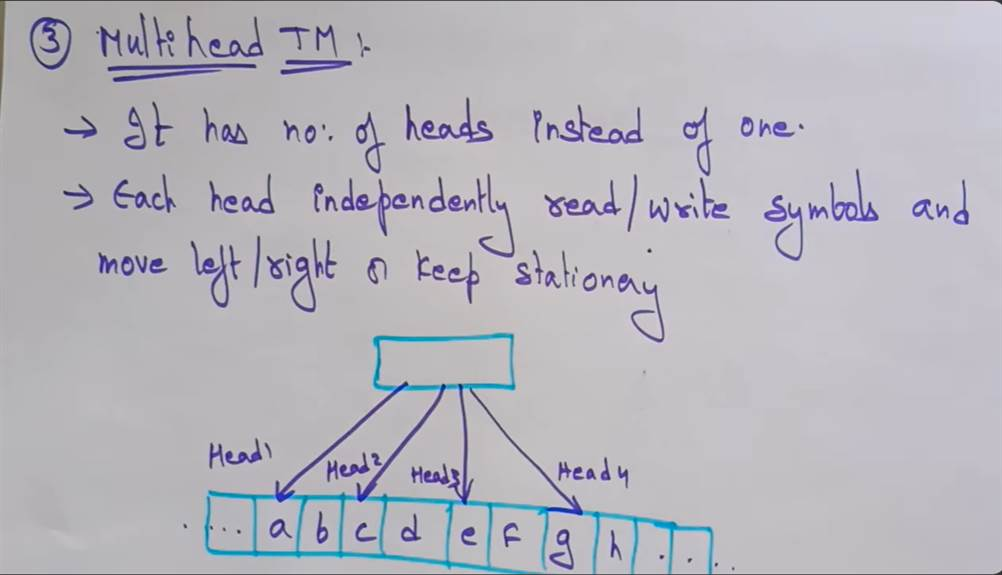 ③ Multihead TM :-
→ It has no: of heads instead of one.
→ Each head independently read/write symbols and
move left/right or keep stationery
Head1 Head2 Head3 Head4
... a b c d e f g h . . ..